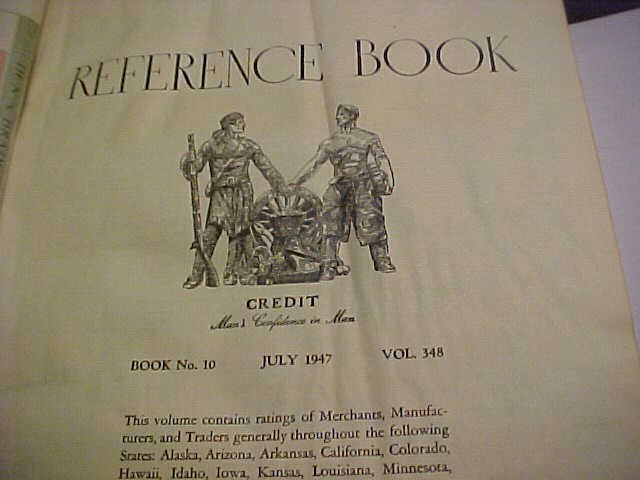 REFERENCE BOOK
CREDIT
Man's Confidence in Man
BOOK No. 10 JULY 1947 VOL. 348
This volume contains ratings of Merchants, Manufac-
turers, and Traders generally throughout the following
States: Alaska, Arizona, Arkansas, California, Colorado,
Hawaii, Idaho, Iowa, Kansas, Louisiana, Minnesota,